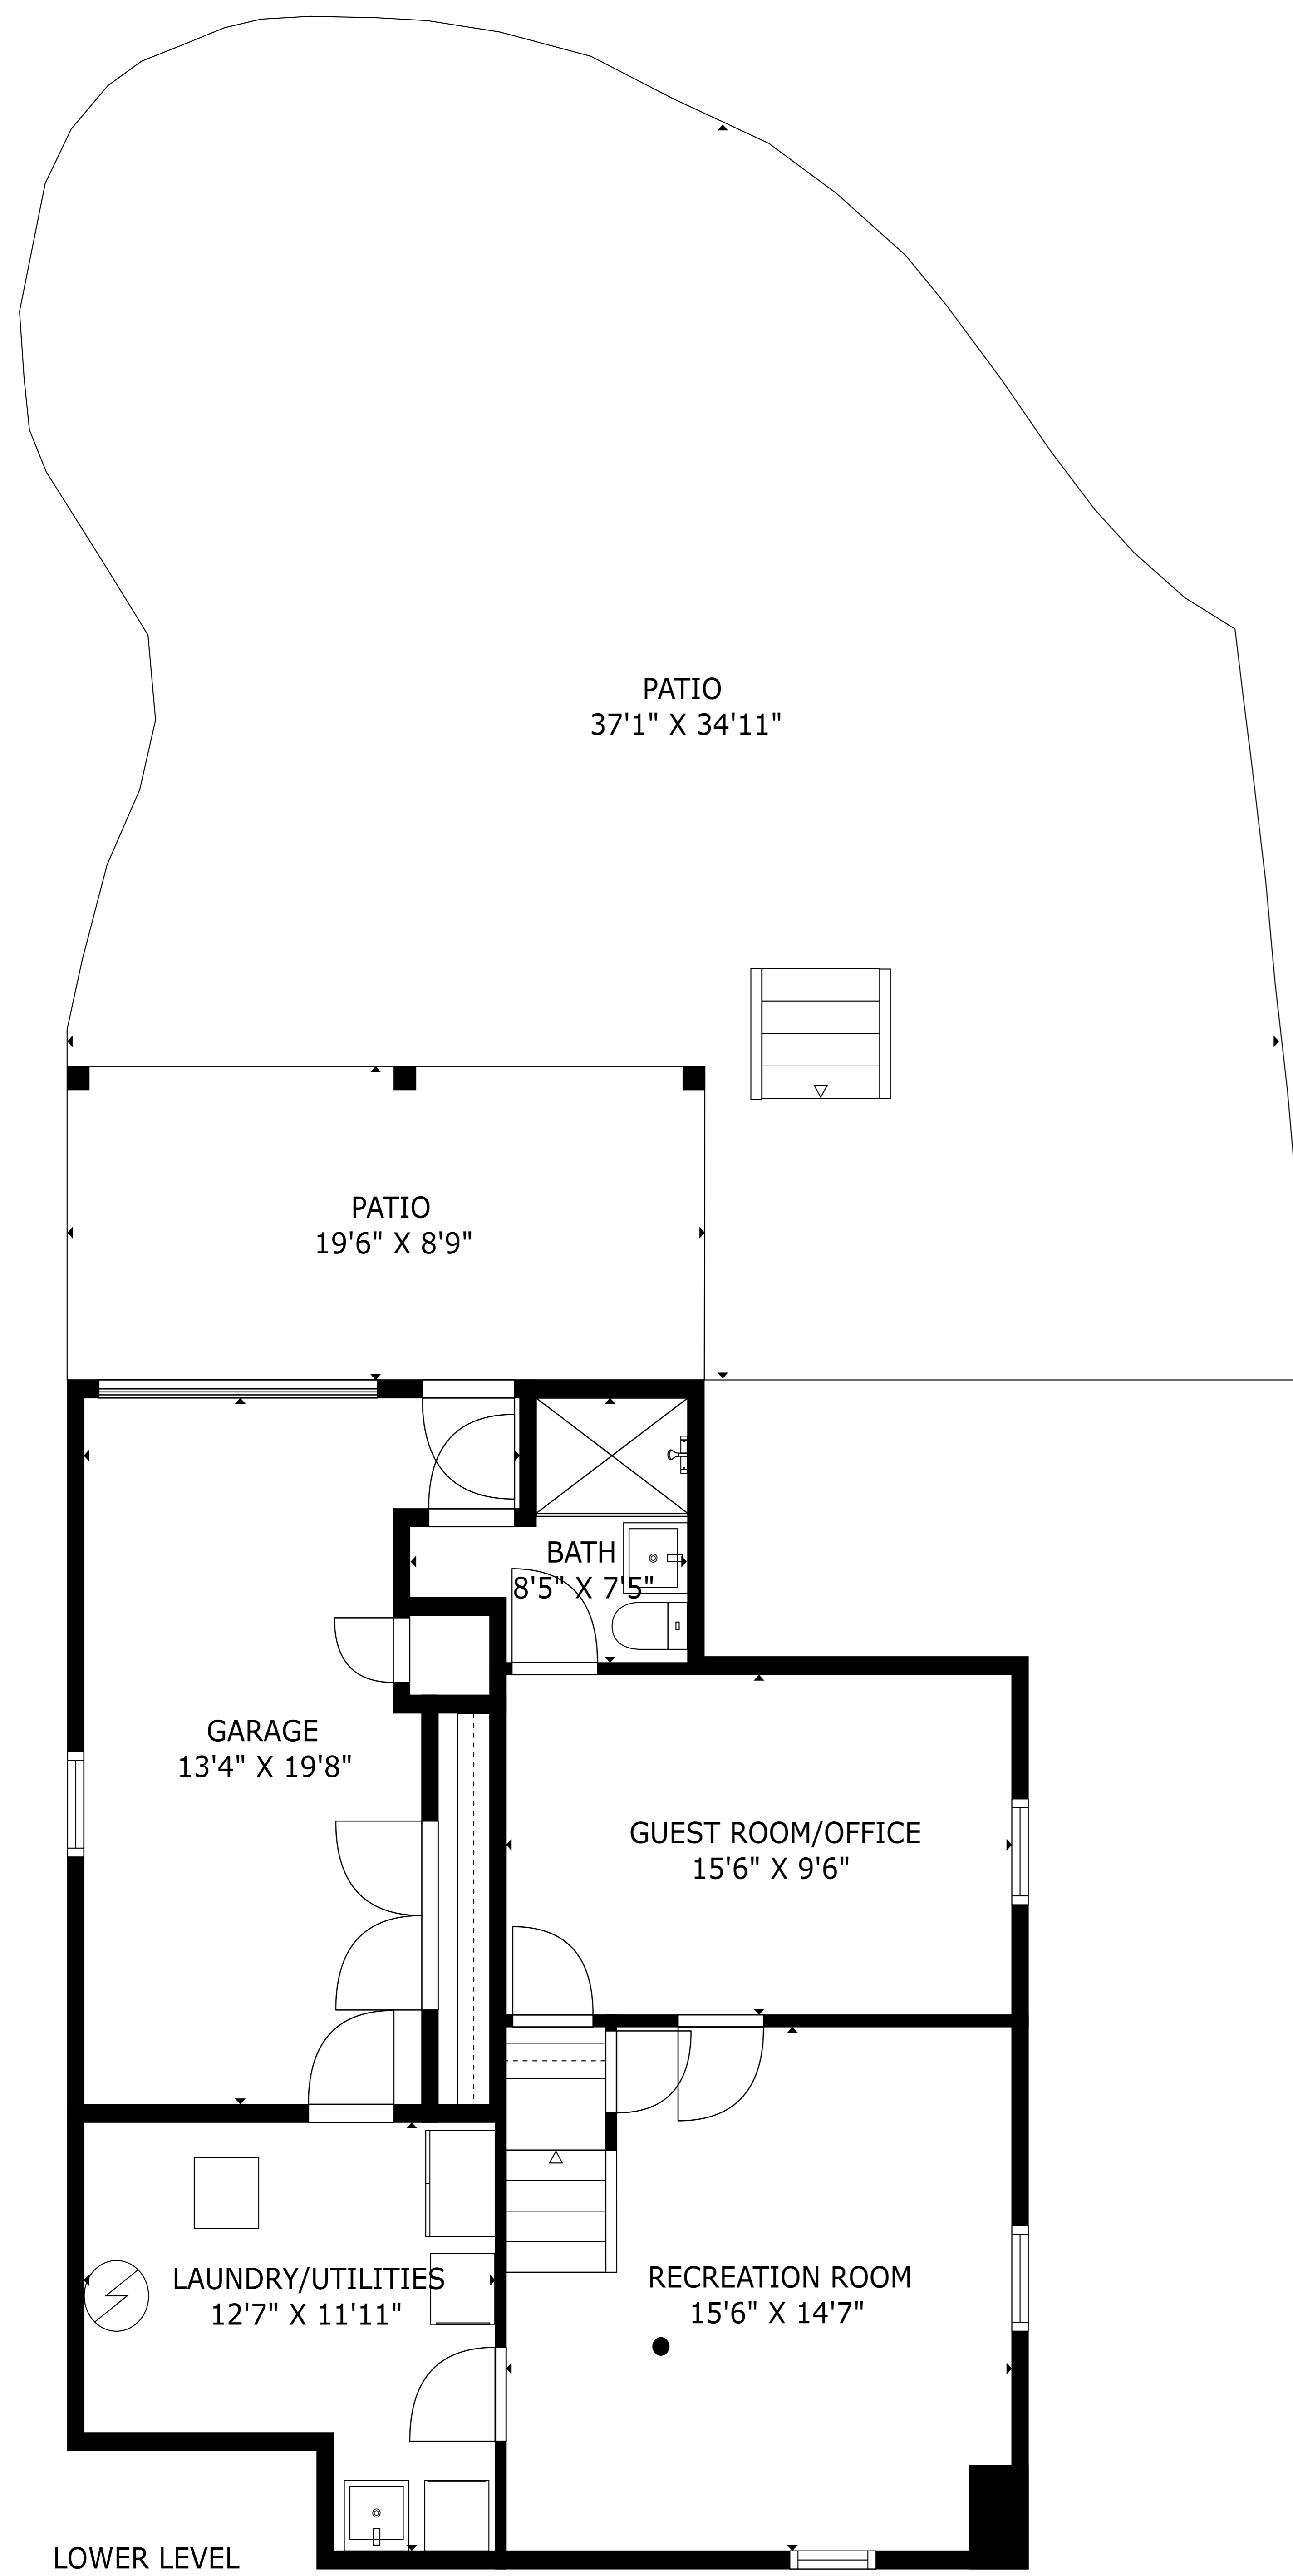 PATIO
37'1" X 34'11"
PATIO
19'6" X 8'9"
BATH
8'5" X 7'5"
GARAGE
13'4" X 19'8"
GUEST ROOM/OFFICE
15'6" X 9'6"
LAUNDRY/UTILITIES
12'7" X 11'11"
RECREATION ROOM
15'6" X 14'7"
LOWER LEVEL